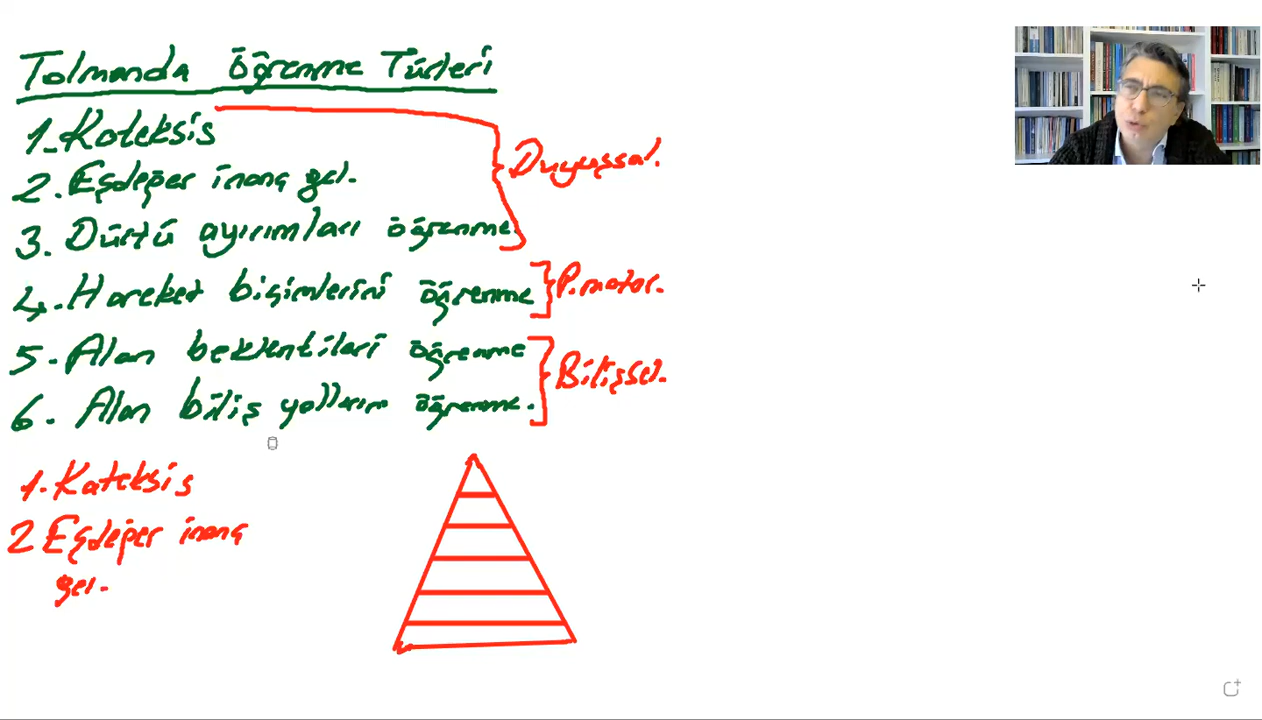 Tolmanda öğrenme Türleri
1. Kateksis
2. Eşdeğer inanç gel.
3. Dürtü ayırımları öğrenme
4. Hareket biçimlerini öğrenme
5. Alan beklentileri öğrenme
6. Alan biliş yollarını öğrenme.
Duyuşsal.
P.motor.
Bilişsel.
1. Kateksis
2 Eşdeğer inanç
gel.